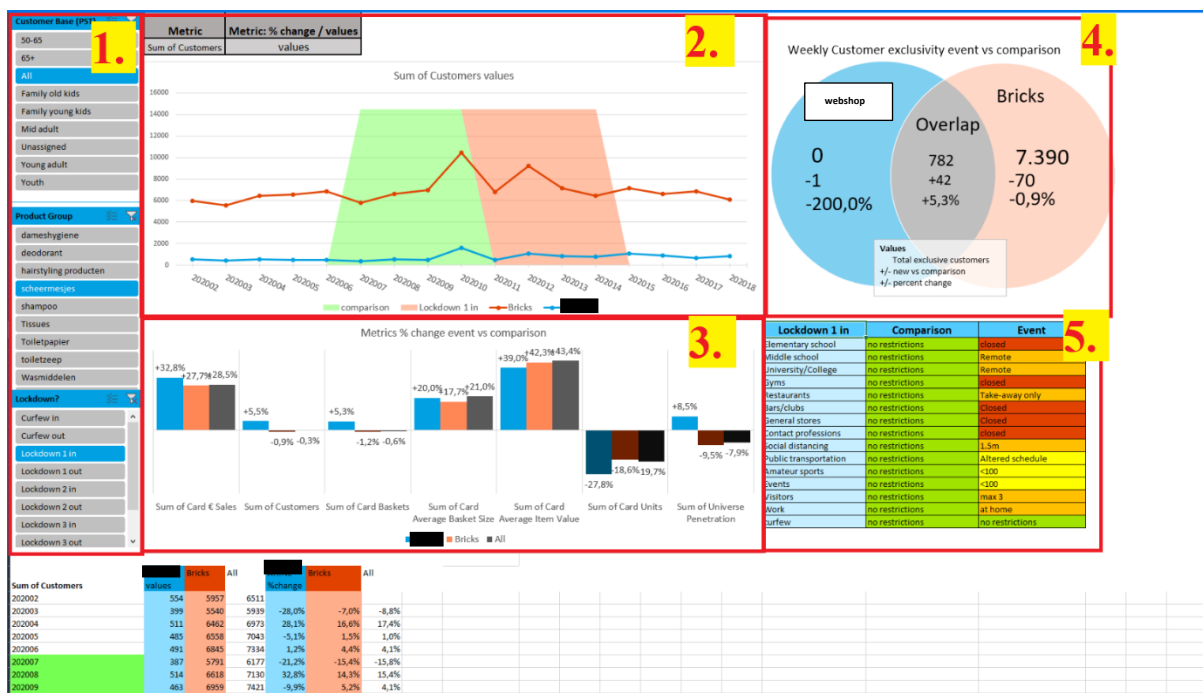 Customer Base [PST]
50-65
65+
All
Family old kids
Family young kids
Mid adult
Unassigned
Young adult
Youth
1.
Product Group
dameshygiene
deodorant
hairstyling producten
scheermesjes
shampoo
Tissues
Toiletpapier
toiletzeep
Wasmiddelen
Lockdown?
Curfew in
Curfew out
Lockdown 1 in
Lockdown 1 out
Lockdown 2 in
Lockdown 2 out
Lockdown 3 in
Lockdown 3 out
Metric Metric: % change / values
Sum of Customers values
2.
Sum of Customers values
16000
14000
12000
10000
8000
6000
4000
2000
0
202002 202003 202004 202005 202006 202007 202008 202009 202010 202011 202012 202013 202014 202015 202016 202017 202018
comparison Lockdown 1 in Bricks
3.
Metrics % change event vs comparison
+32,8% +27,7% +28,5%
+5,5% -0,9% -0,3%
+5,3% -1,2% -0,6%
+20,0% +17,7% +21,0%
+39,0% +42,3% +43,4%
-27,8% -18,6% -19,7%
+8,5% -9,5% -7,9%
Sum of Card € Sales Sum of Customers Sum of Card Baskets Sum of Card Average Basket Size Sum of Card Average Item Value Sum of Card Units Sum of Universe Penetration
Bricks All
4.
Weekly Customer exclusivity event vs comparison
webshop
Bricks
Overlap
0 782 7.390
-1 +42 -70
-200,0% +5,3% -0,9%
Values
Total exclusive customers
+/- new vs comparison
+/- percent change
5.
Lockdown 1 in Comparison Event
Elementary school no restrictions closed
Middle school no restrictions Remote
University/College no restrictions Remote
Gyms no restrictions closed
Restaurants no restrictions Take-away only
Bars/clubs no restrictions Closed
General stores no restrictions Closed
Contact professions no restrictions closed
Social distancing no restrictions 1.5m
Public transportation no restrictions Altered schedule
Amateur sports no restrictions <100
Events no restrictions <100
Visitors no restrictions max 3
Work no restrictions at home
curfew no restrictions no restrictions
Bricks All Bricks All
Sum of Customers values %change
202002 554 5957 6511
202003 399 5540 5939 -28,0% -7,0% -8,8%
202004 511 6462 6973 28,1% 16,6% 17,4%
202005 485 6558 7043 -5,1% 1,5% 1,0%
202006 491 6845 7334 1,2% 4,4% 4,1%
202007 387 5791 6177 -21,2% -15,4% -15,8%
202008 514 6618 7130 32,8% 14,3% 15,4%
202009 463 6959 7421 -9,9% 5,2% 4,1%